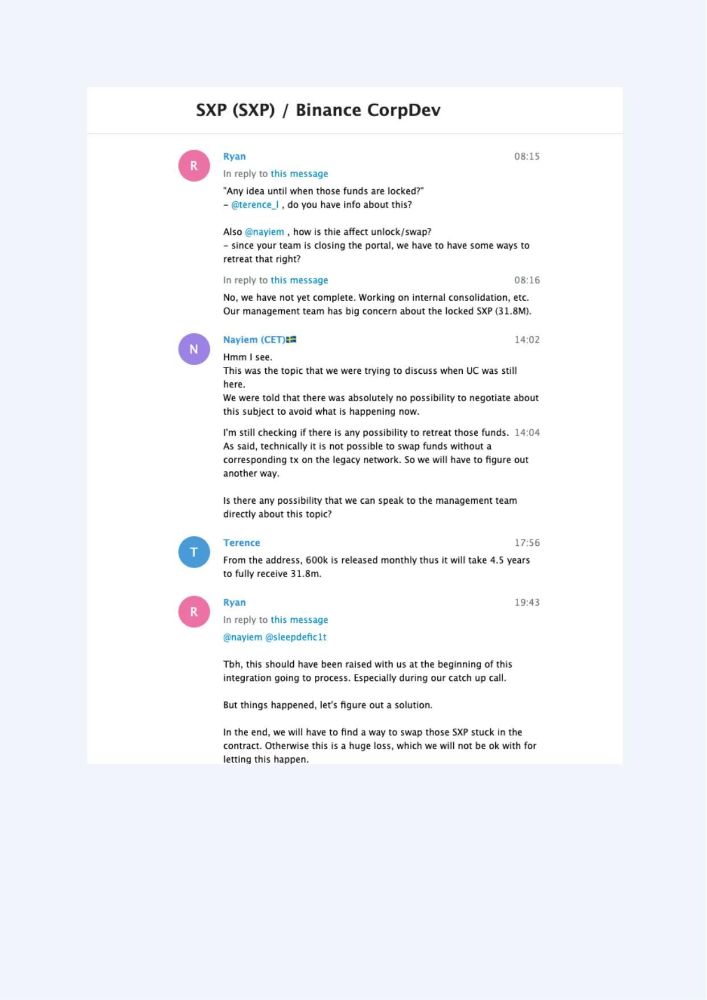 SXP (SXP) / Binance CorpDev
R
Ryan 08:15
In reply to this message
"Any idea until when those funds are locked?"
– @terence_l , do you have info about this?
Also @nayiem , how is thie affect unlock/swap?
– since your team is closing the portal, we have to have some ways to
retreat that right?
In reply to this message 08:16
No, we have not yet complete. Working on internal consolidation, etc.
Our management team has big concern about the locked SXP (31.8M).
N
Nayiem (CET)🇸🇪 14:02
Hmm I see.
This was the topic that we were trying to discuss when UC was still
here.
We were told that there was absolutely no possibility to negotiate about
this subject to avoid what is happening now.
I'm still checking if there is any possibility to retreat those funds. 14:04
As said, technically it is not possible to swap funds without a
corresponding tx on the legacy network. So we will have to figure out
another way.
Is there any possibility that we can speak to the management team
directly about this topic?
T
Terence 17:56
From the address, 600k is released monthly thus it will take 4.5 years
to fully receive 31.8m.
R
Ryan 19:43
In reply to this message
@nayiem @sleepdefic1t
Tbh, this should have been raised with us at the beginning of this
integration going to process. Especially during our catch up call.
But things happened, let's figure out a solution.
In the end, we will have to find a way to swap those SXP stuck in the
contract. Otherwise this is a huge loss, which we will not be ok with for
letting this happen.